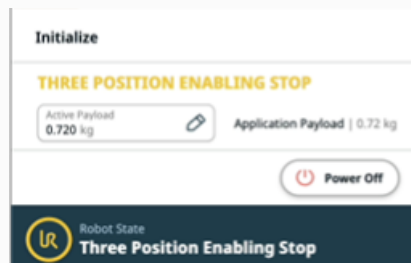 Initialize
THREE POSITION ENABLING STOP
Active Payload
0.720 kg
Application Payload | 0.72 kg
Power Off
UR
Robot State
Three Position Enabling Stop